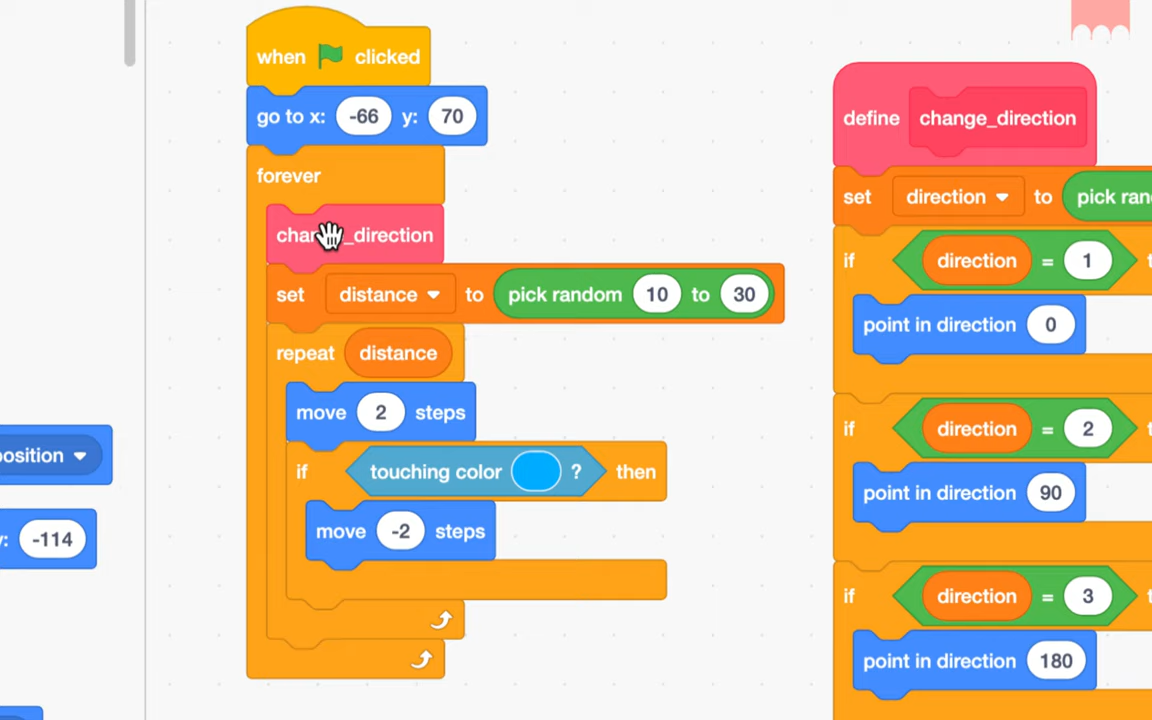 when clicked
go to x: -66 y: 70
forever
change_direction
set distance to pick random 10 to 30
repeat distance
move 2 steps
if touching color ? then
move -2 steps
define change_direction
set direction to pick ran
if direction = 1
point in direction 0
if direction = 2
point in direction 90
if direction = 3
point in direction 180
position
y: -114